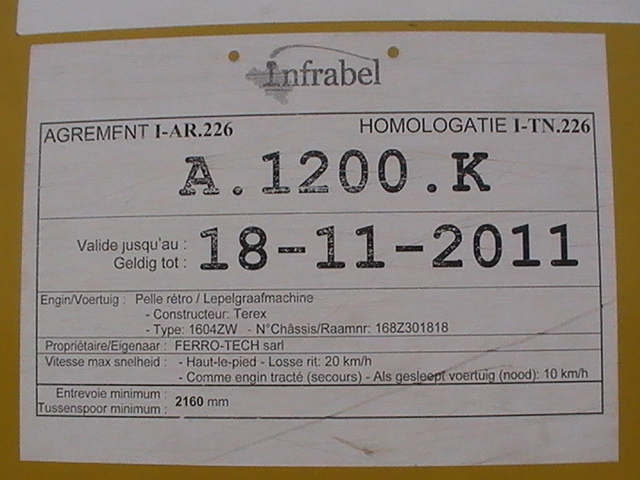 Infrabel
AGREMENT I-AR.226 HOMOLOGATIE I-TN.226
A.1200.K
Valide jusqu'au : 18-11-2011
Geldig tot :
Engin/Voertuig : Pelle rétro / Lepelgraafmachine
- Constructeur: Terex
- Type: 1604ZW - N°Châssis/Raamnr: 168Z301818
Propriétaire/Eigenaar : FERRO-TECH sarl
Vitesse max snelheid : - Haut-le-pied - Losse rit: 20 km/h
- Comme engin tracté (secours) - Als gesleept voertuig (nood): 10 km/h
Entrevoie minimum : 2160 mm
Tussenspoor minimum :